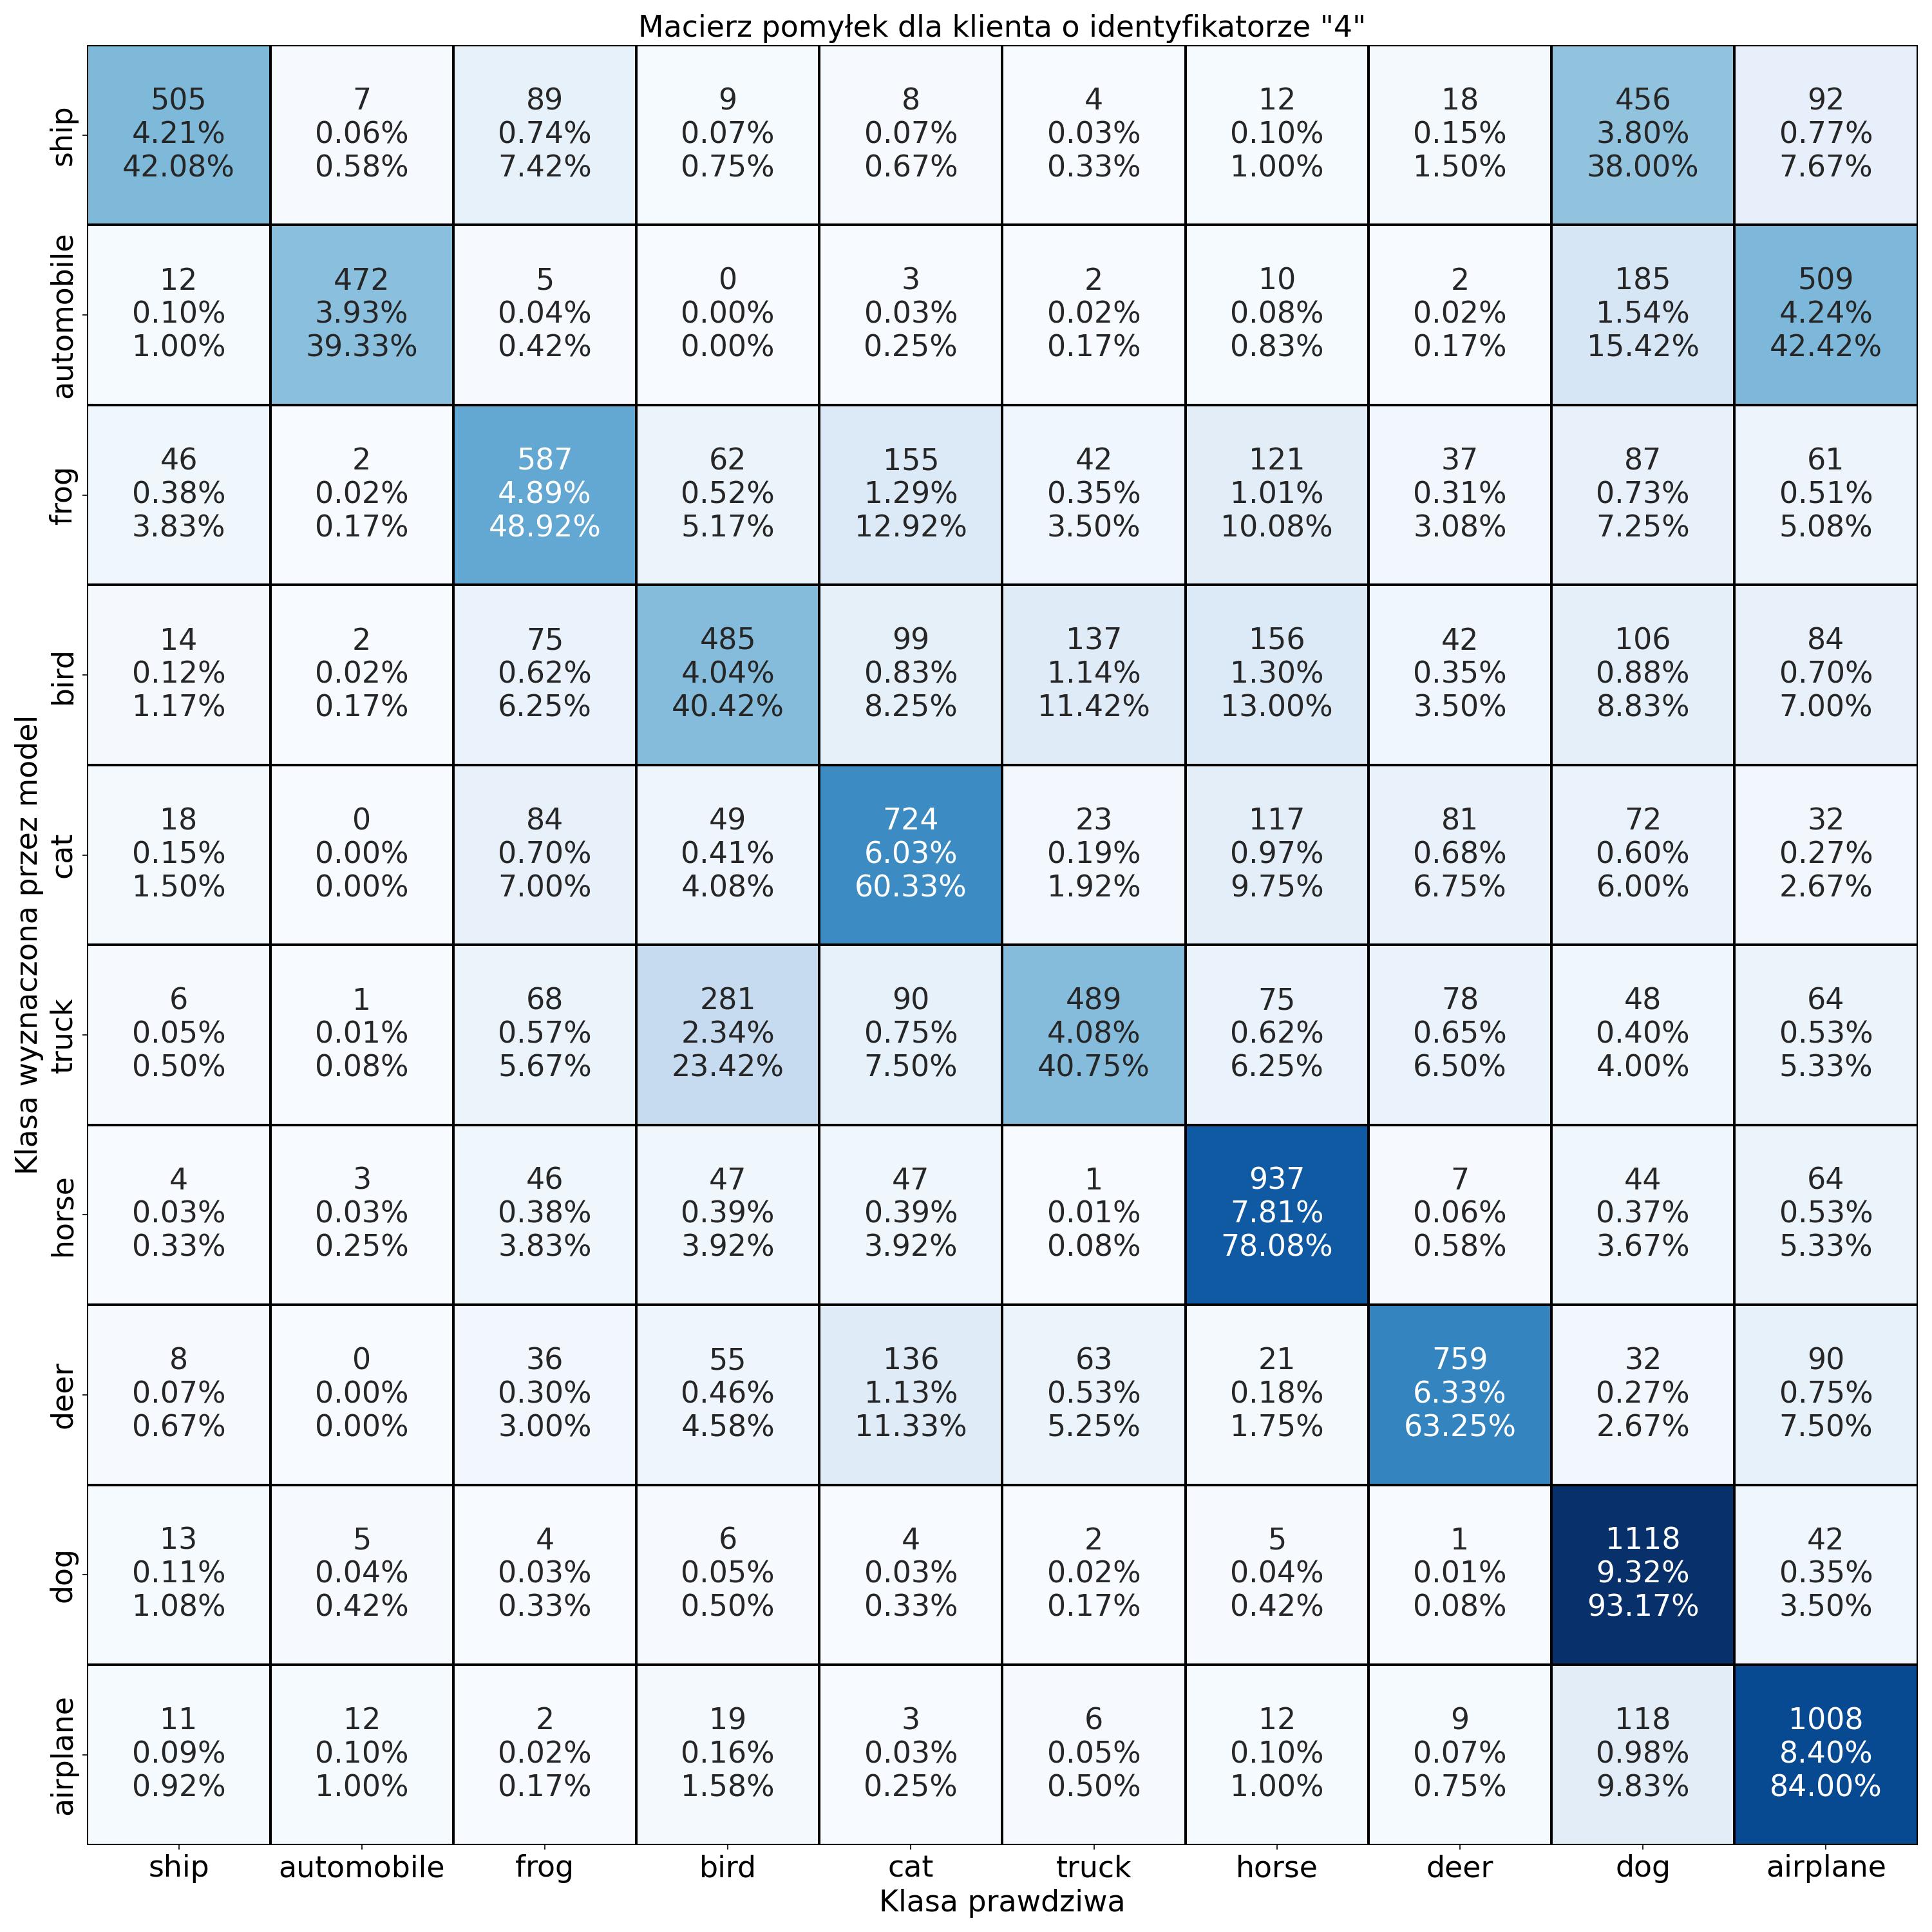 Macierz pomyłek dla klienta o identyfikatorze "4"
Klasa wyznaczona przez model
ship
505 7 89 9 8 4 12 18 456 92
4.21% 0.06% 0.74% 0.07% 0.07% 0.03% 0.10% 0.15% 3.80% 0.77%
42.08% 0.58% 7.42% 0.75% 0.67% 0.33% 1.00% 1.50% 38.00% 7.67%
automobile
12 472 5 0 3 2 10 2 185 509
0.10% 3.93% 0.04% 0.00% 0.03% 0.02% 0.08% 0.02% 1.54% 4.24%
1.00% 39.33% 0.42% 0.00% 0.25% 0.17% 0.83% 0.17% 15.42% 42.42%
frog
46 2 587 62 155 42 121 37 87 61
0.38% 0.02% 4.89% 0.52% 1.29% 0.35% 1.01% 0.31% 0.73% 0.51%
3.83% 0.17% 48.92% 5.17% 12.92% 3.50% 10.08% 3.08% 7.25% 5.08%
bird
14 2 75 485 99 137 156 42 106 84
0.12% 0.02% 0.62% 4.04% 0.83% 1.14% 1.30% 0.35% 0.88% 0.70%
1.17% 0.17% 6.25% 40.42% 8.25% 11.42% 13.00% 3.50% 8.83% 7.00%
cat
18 0 84 49 724 23 117 81 72 32
0.15% 0.00% 0.70% 0.41% 6.03% 0.19% 0.97% 0.68% 0.60% 0.27%
1.50% 0.00% 7.00% 4.08% 60.33% 1.92% 9.75% 6.75% 6.00% 2.67%
truck
6 1 68 281 90 489 75 78 48 64
0.05% 0.01% 0.57% 2.34% 0.75% 4.08% 0.62% 0.65% 0.40% 0.53%
0.50% 0.08% 5.67% 23.42% 7.50% 40.75% 6.25% 6.50% 4.00% 5.33%
horse
4 3 46 47 47 1 937 7 44 64
0.03% 0.03% 0.38% 0.39% 0.39% 0.01% 7.81% 0.06% 0.37% 0.53%
0.33% 0.25% 3.83% 3.92% 3.92% 0.08% 78.08% 0.58% 3.67% 5.33%
deer
8 0 36 55 136 63 21 759 32 90
0.07% 0.00% 0.30% 0.46% 1.13% 0.53% 0.18% 6.33% 0.27% 0.75%
0.67% 0.00% 3.00% 4.58% 11.33% 5.25% 1.75% 63.25% 2.67% 7.50%
dog
13 5 4 6 4 2 5 1 1118 42
0.11% 0.04% 0.03% 0.05% 0.03% 0.02% 0.04% 0.01% 9.32% 0.35%
1.08% 0.42% 0.33% 0.50% 0.33% 0.17% 0.42% 0.08% 93.17% 3.50%
airplane
11 12 2 19 3 6 12 9 118 1008
0.09% 0.10% 0.02% 0.16% 0.03% 0.05% 0.10% 0.07% 0.98% 8.40%
0.92% 1.00% 0.17% 1.58% 0.25% 0.50% 1.00% 0.75% 9.83% 84.00%
ship automobile frog bird cat truck horse deer dog airplane
Klasa prawdziwa